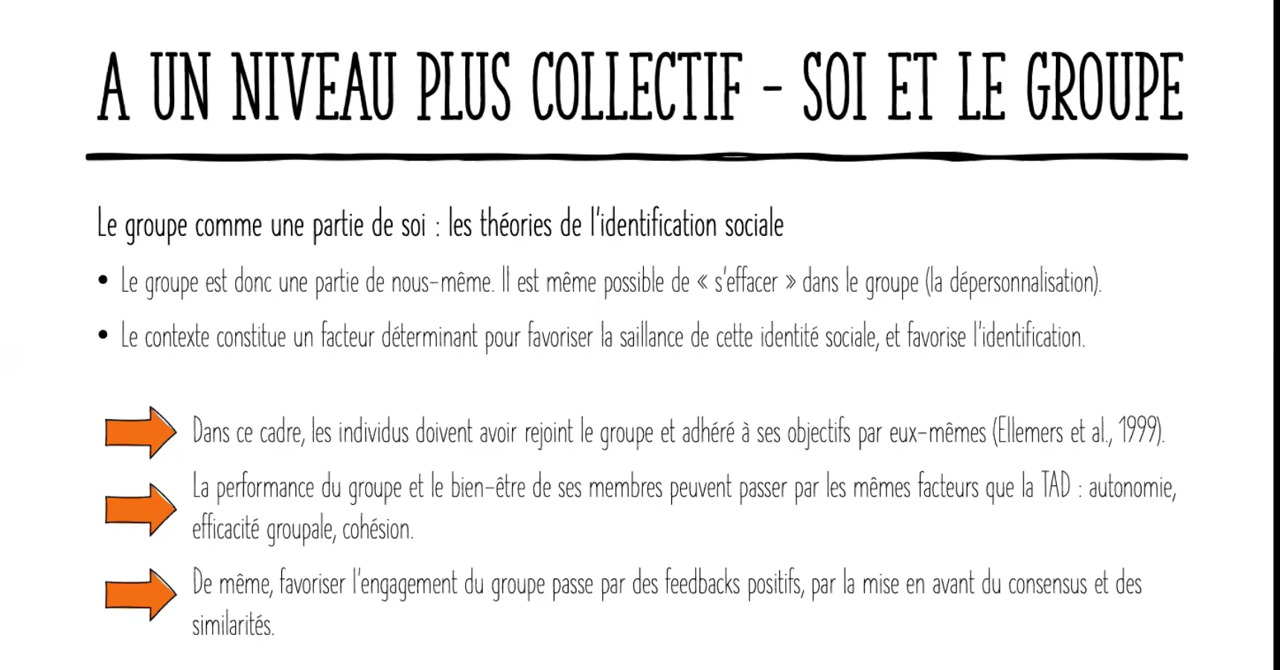 A UN NIVEAU PLUS COLLECTIF - SOI ET LE GROUPE
Le groupe comme une partie de soi : les théories de l'identification sociale
• Le groupe est donc une partie de nous-même. Il est même possible de « s'effacer » dans le groupe (la dépersonnalisation).
• Le contexte constitue un facteur déterminant pour favoriser la saillance de cette identité sociale, et favorise l'identification.
Dans ce cadre, les individus doivent avoir rejoint le groupe et adhéré à ses objectifs par eux-mêmes (Ellemers et al., 1999).
La performance du groupe et le bien-être de ses membres peuvent passer par les mêmes facteurs que la TAD : autonomie,
efficacité groupale, cohésion.
De même, favoriser l'engagement du groupe passe par des feedbacks positifs, par la mise en avant du consensus et des
similarités.